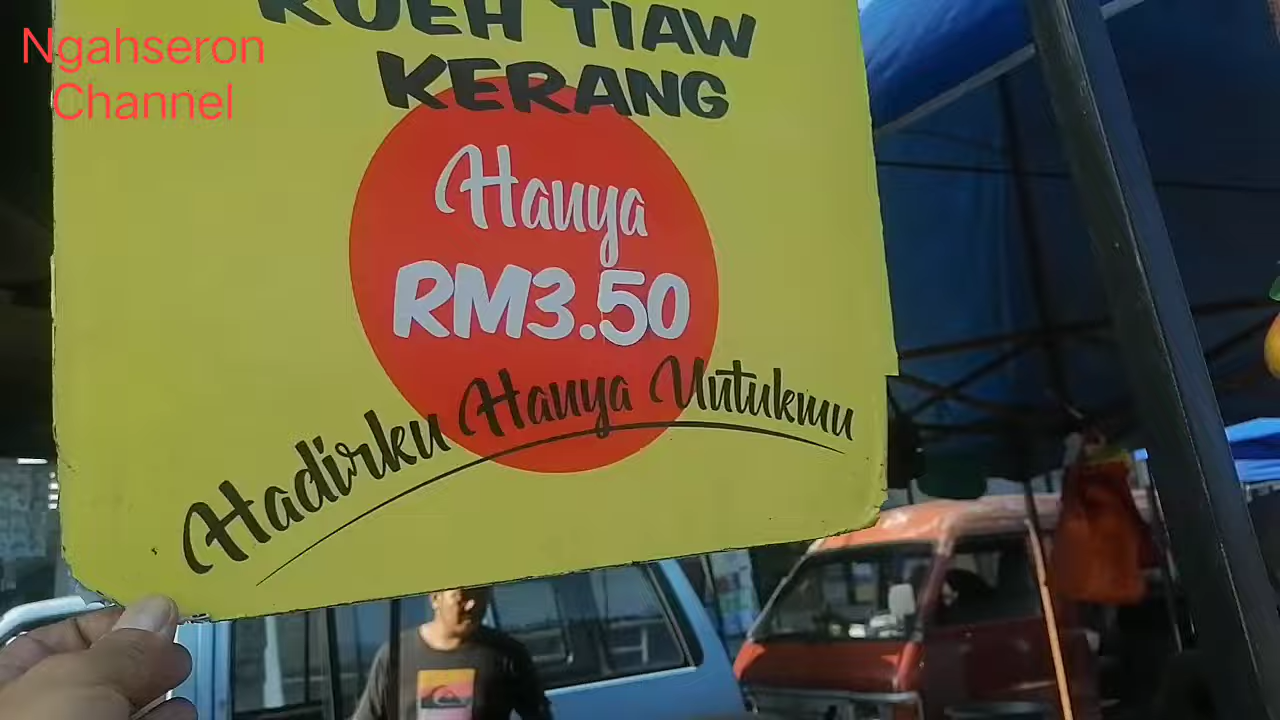 Ngahseron
Channel
KUEH TIAW
KERANG
Hanya
RM3.50
Hadirku Hanya Untukmu